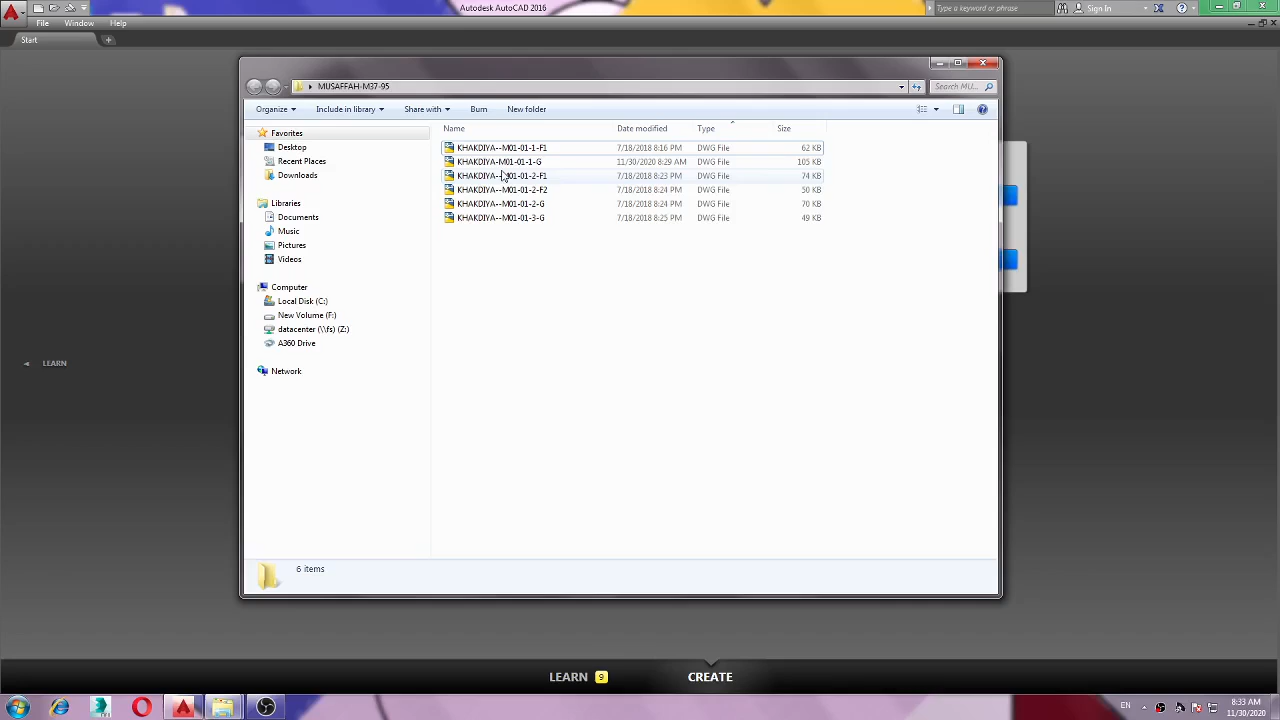 Autodesk AutoCAD 2016
Type a keyword or phrase
Sign In
File Window Help
Start
MUSAFFAH-M37-95
Search MU...
Organize Include in library Share with Burn New folder
Name Date modified Type Size
Favorites
Desktop
Recent Places
Downloads
Libraries
Documents
Music
Pictures
Videos
Computer
Local Disk (C:)
New Volume (F:)
datacenter (\\fs) (Z:)
A360 Drive
Network
KHAKDIYA--M01-01-1-F1 7/18/2018 8:16 PM DWG File 62 KB
KHAKDIYA-M01-01-1-G 11/30/2020 8:29 AM DWG File 105 KB
KHAKDIYA--M01-01-2-F1 7/18/2018 8:23 PM DWG File 74 KB
KHAKDIYA--M01-01-2-F2 7/18/2018 8:24 PM DWG File 50 KB
KHAKDIYA--M01-01-2-G 7/18/2018 8:24 PM DWG File 70 KB
KHAKDIYA--M01-01-3-G 7/18/2018 8:25 PM DWG File 49 KB
6 items
LEARN
LEARN 9 CREATE
EN
8:33 AM
11/30/2020